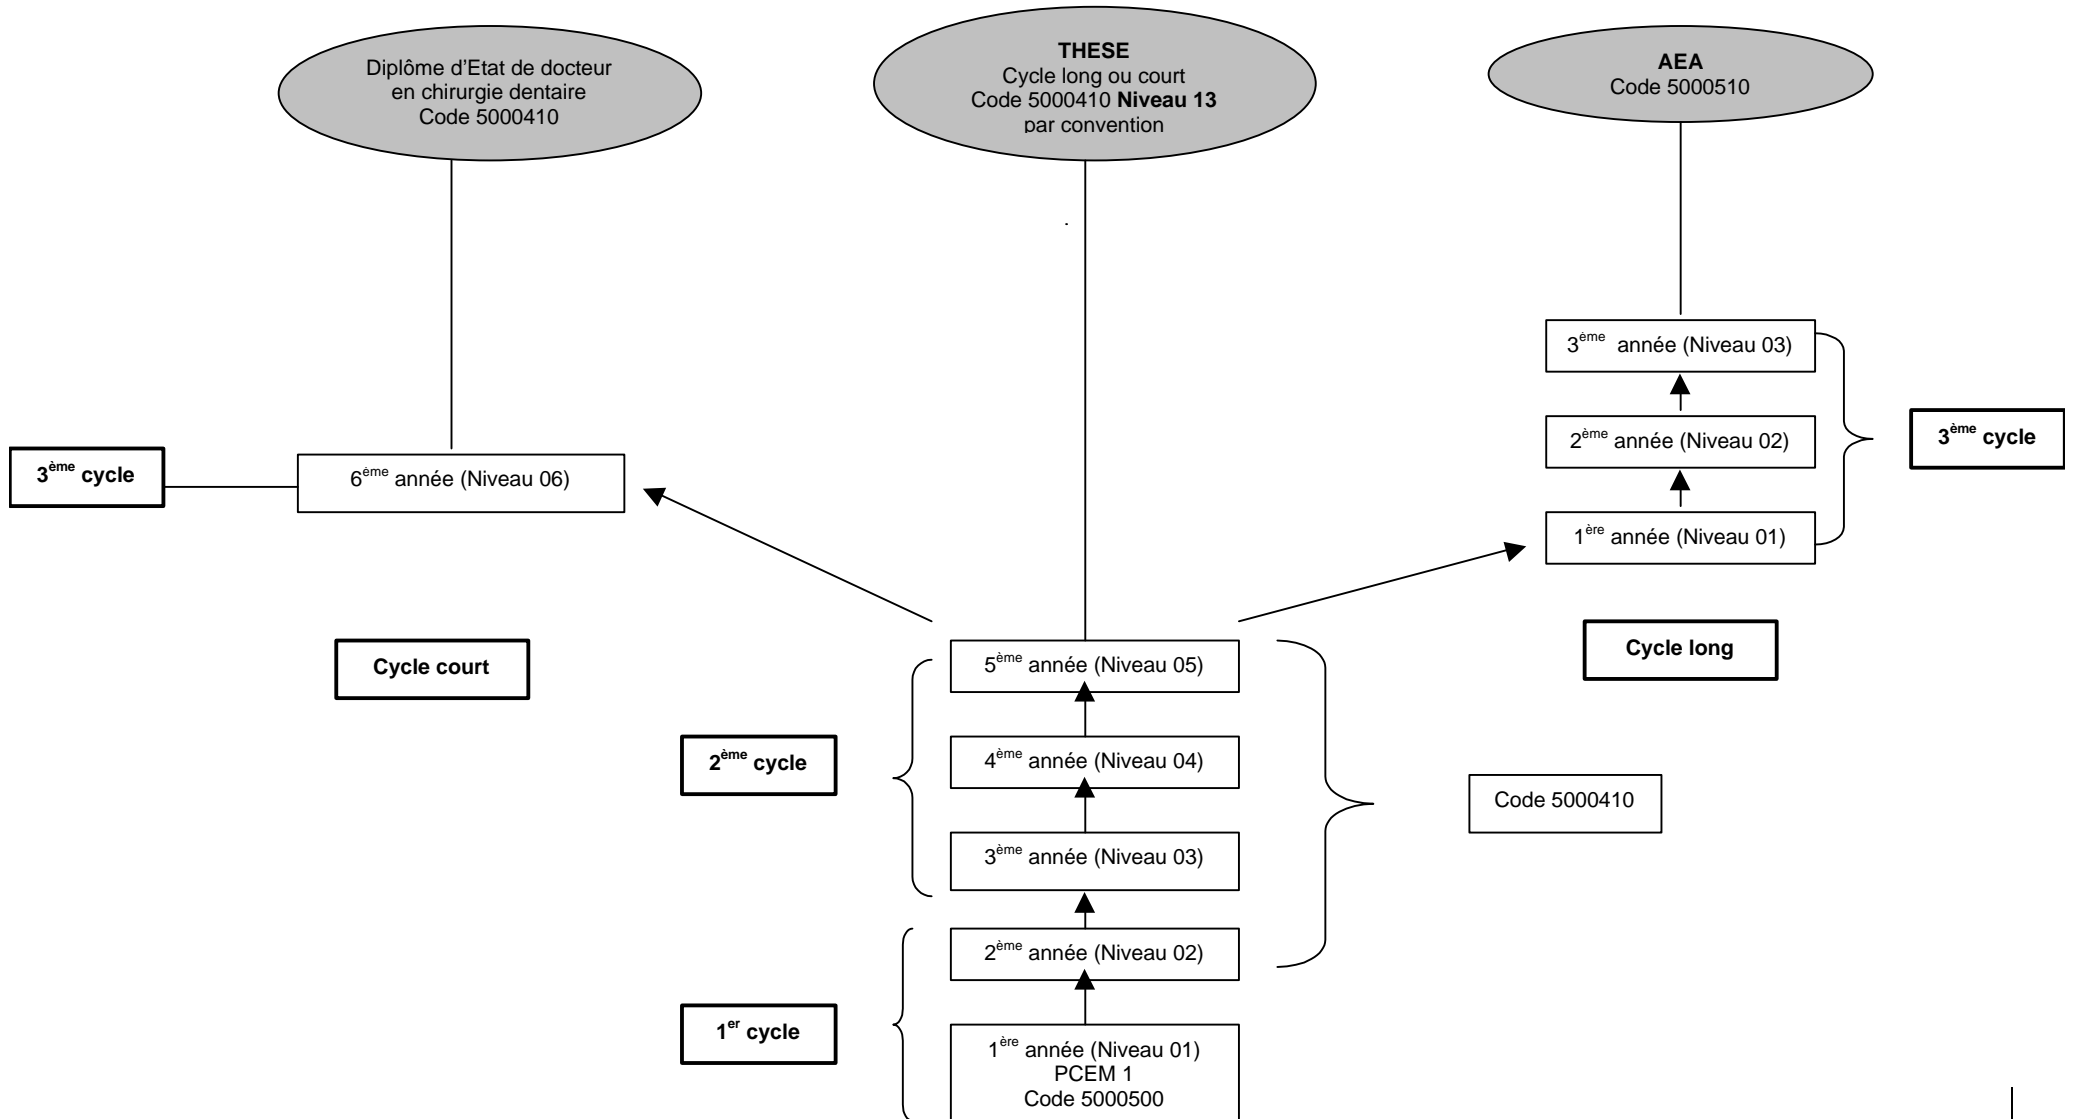 Diplôme d'Etat de docteur
en chirurgie dentaire
Code 5000410
THESE
Cycle long ou court
Code 5000410 Niveau 13
par convention
AEA
Code 5000510
3ème année (Niveau 03)
2ème année (Niveau 02)
1ère année (Niveau 01)
3ème cycle
3ème cycle
6ème année (Niveau 06)
Cycle court
Cycle long
5ème année (Niveau 05)
4ème année (Niveau 04)
3ème année (Niveau 03)
2ème année (Niveau 02)
2ème cycle
Code 5000410
1er cycle
1ère année (Niveau 01)
PCEM 1
Code 5000500